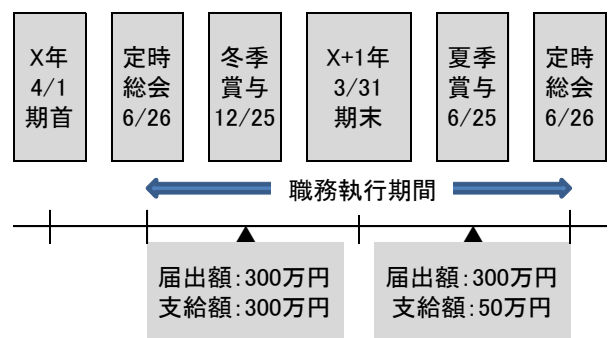 X年
4/1
期首
定時
総会
6/26
冬季
賞与
12/25
X+1年
3/31
期末
夏季
賞与
6/25
定時
総会
6/26
職務執行期間
届出額:300万円
支給額:300万円
届出額:300万円
支給額:50万円